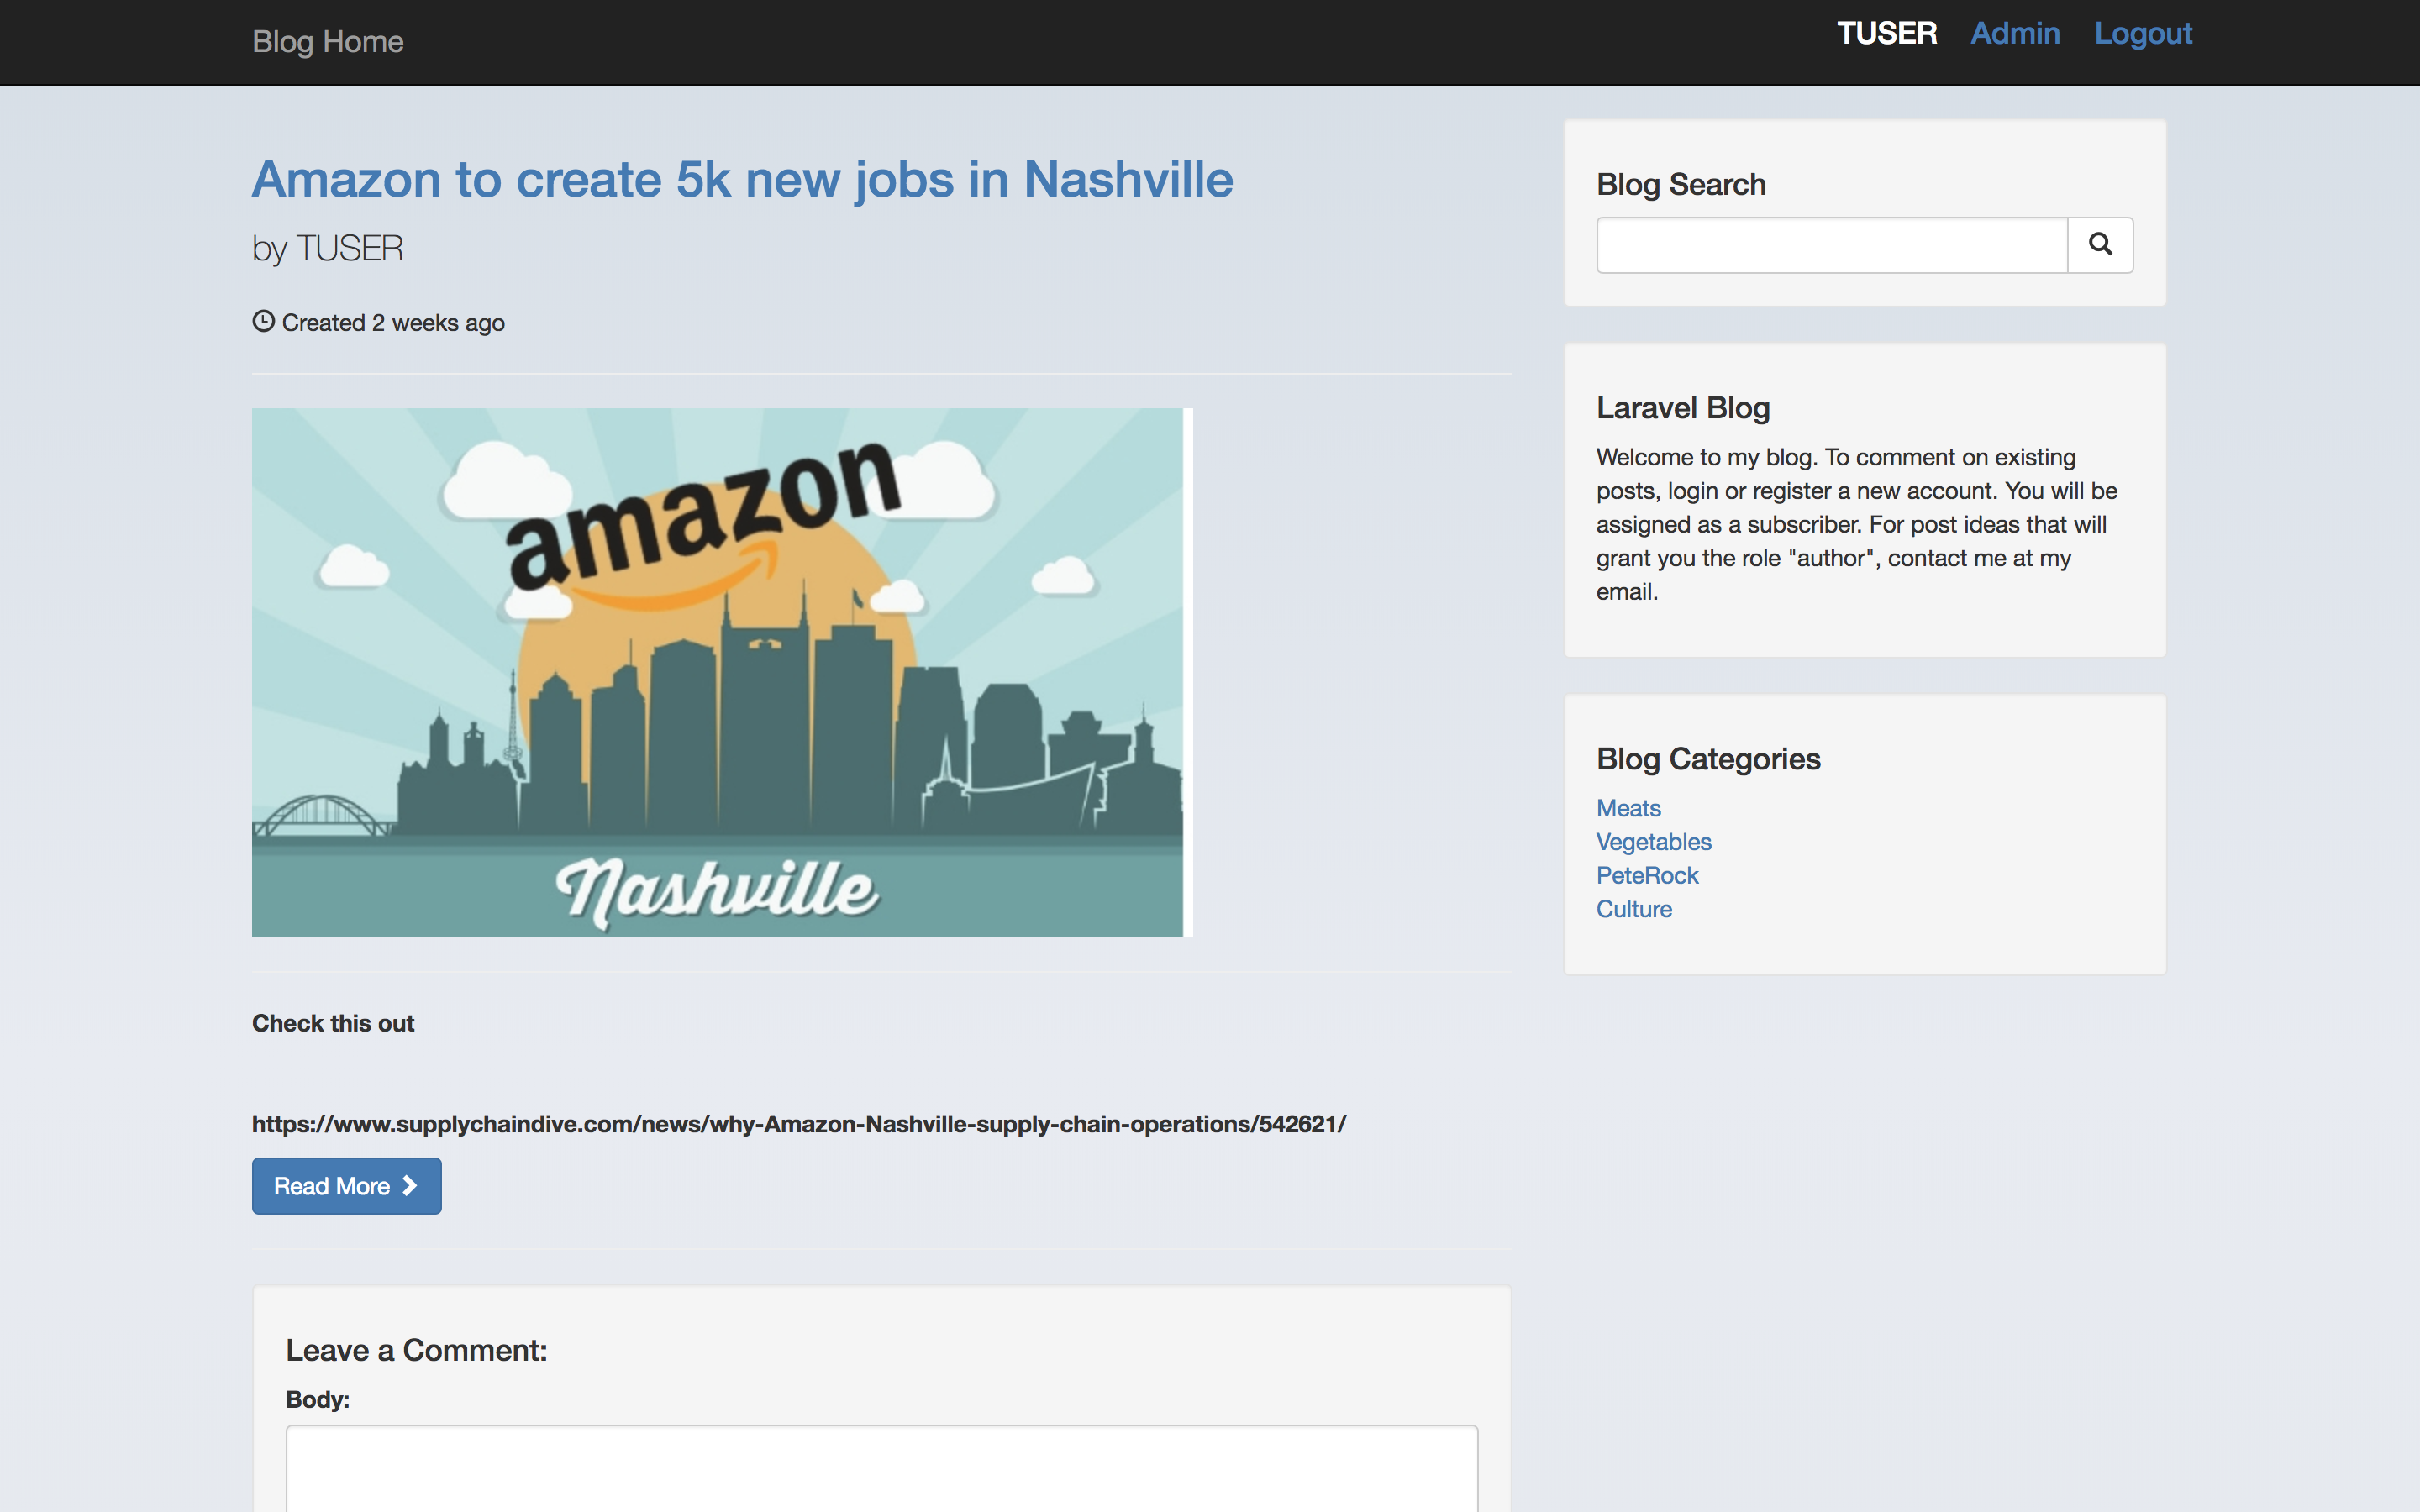 Blog Home
TUSER Admin Logout
Amazon to create 5k new jobs in Nashville
by TUSER
Created 2 weeks ago
amazon
Nashville
Check this out
https://www.supplychaindive.com/news/why-Amazon-Nashville-supply-chain-operations/542621/
Read More
Leave a Comment:
Body:
Blog Search
Laravel Blog
Welcome to my blog. To comment on existing
posts, login or register a new account. You will be
assigned as a subscriber. For post ideas that will
grant you the role "author", contact me at my
email.
Blog Categories
Meats
Vegetables
PeteRock
Culture